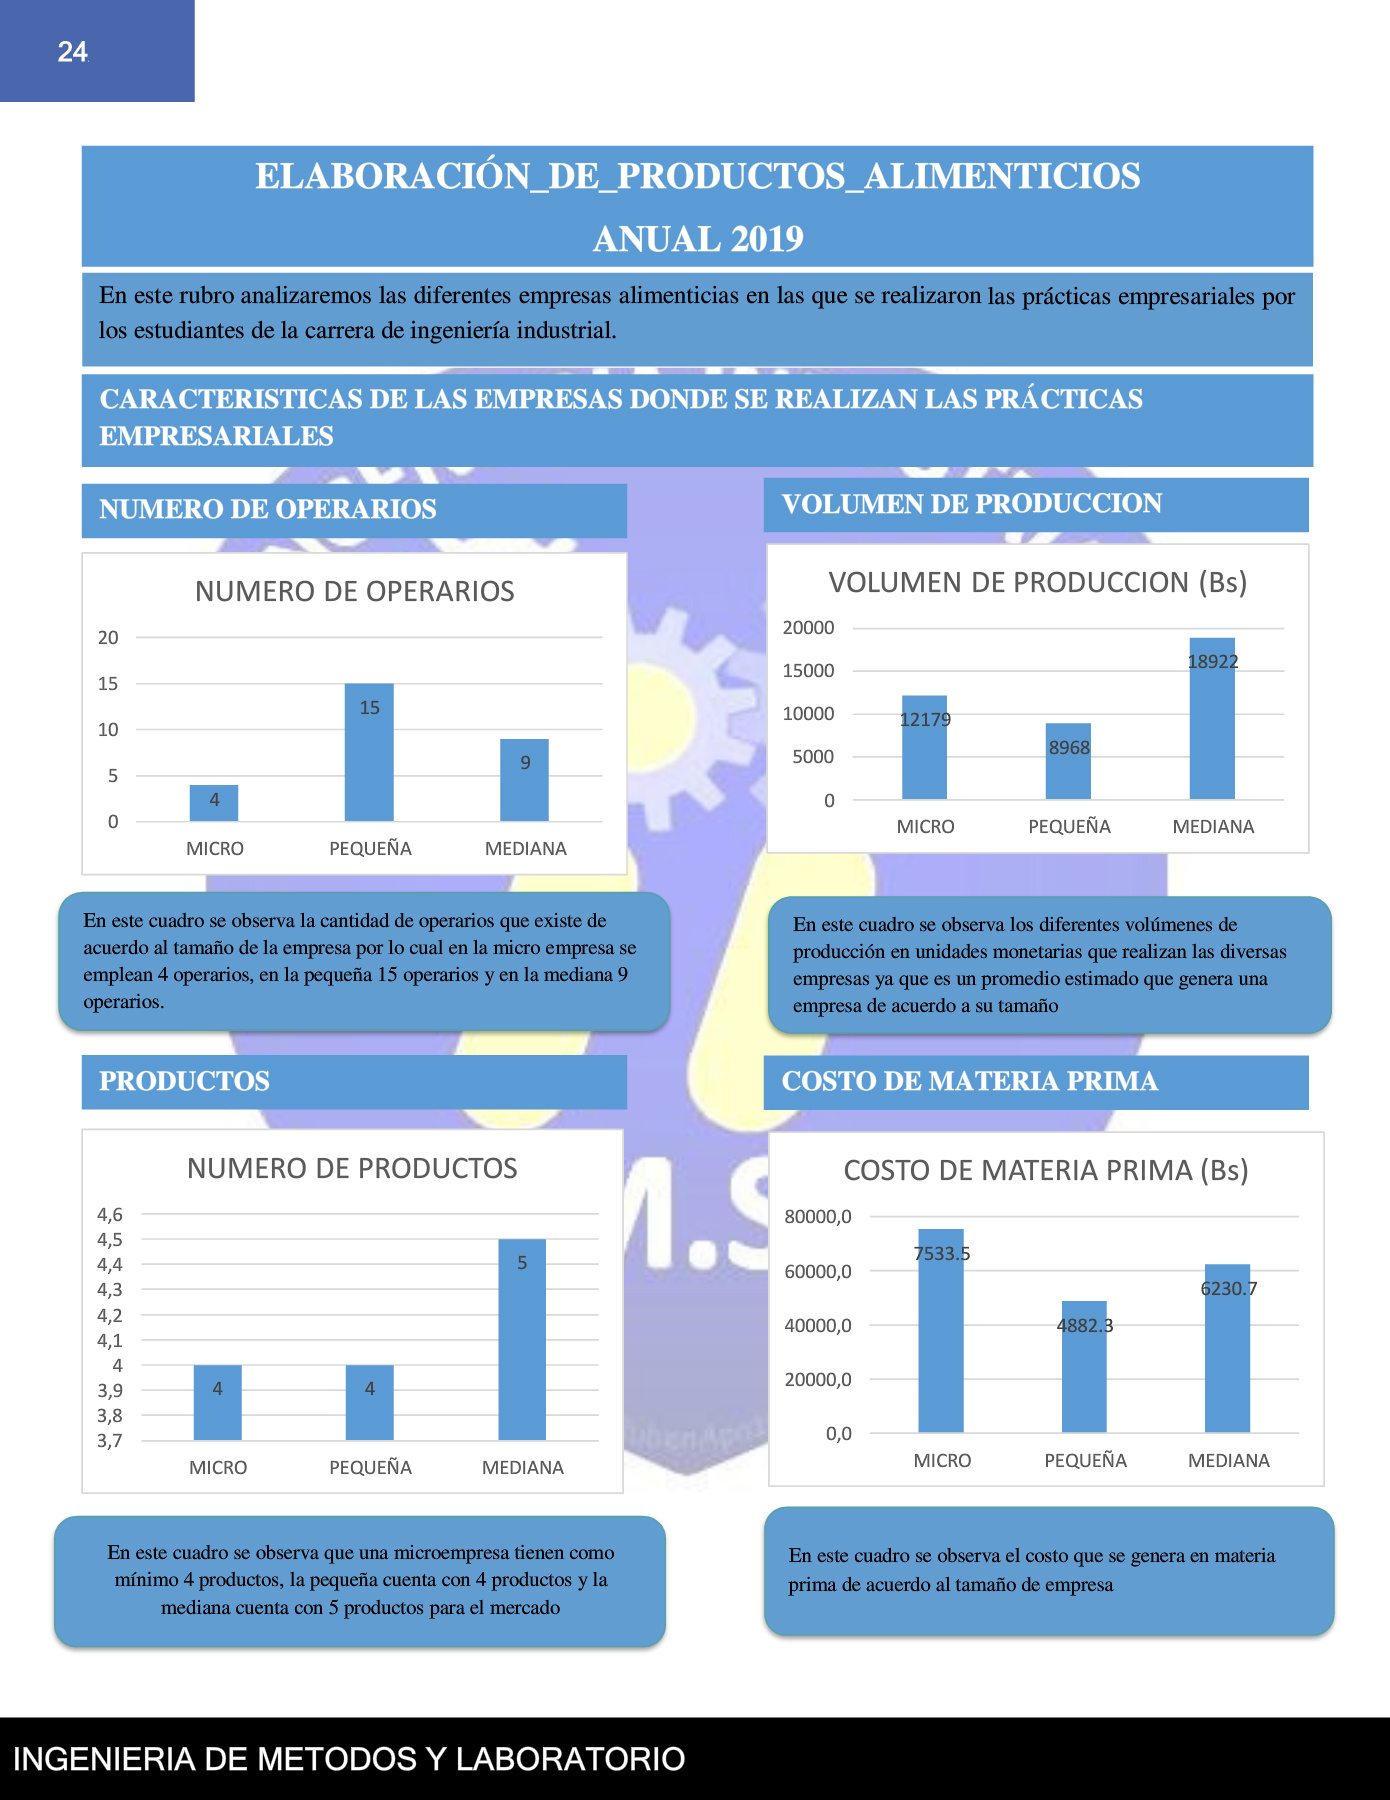 24
ELABORACIÓN_DE_PRODUCTOS_ALIMENTICIOS
ANUAL 2019
En este rubro analizaremos las diferentes empresas alimenticias en las que se realizaron las prácticas empresariales por
los estudiantes de la carrera de ingeniería industrial.
CARACTERISTICAS DE LAS EMPRESAS DONDE SE REALIZAN LAS PRÁCTICAS
EMPRESARIALES
NUMERO DE OPERARIOS
NUMERO DE OPERARIOS
20
15
10
5
0
4
15
9
MICRO PEQUEÑA MEDIANA
En este cuadro se observa la cantidad de operarios que existe de
acuerdo al tamaño de la empresa por lo cual en la micro empresa se
emplean 4 operarios, en la pequeña 15 operarios y en la mediana 9
operarios.
VOLUMEN DE PRODUCCION
VOLUMEN DE PRODUCCION (Bs)
20000
15000
10000
5000
0
12179
8968
18922
MICRO PEQUEÑA MEDIANA
En este cuadro se observa los diferentes volúmenes de
producción en unidades monetarias que realizan las diversas
empresas ya que es un promedio estimado que genera una
empresa de acuerdo a su tamaño
PRODUCTOS
NUMERO DE PRODUCTOS
4,6
4,5
4,4
4,3
4,2
4,1
4
3,9
3,8
3,7
4
4
5
MICRO PEQUEÑA MEDIANA
En este cuadro se observa que una microempresa tienen como
mínimo 4 productos, la pequeña cuenta con 4 productos y la
mediana cuenta con 5 productos para el mercado
COSTO DE MATERIA PRIMA
COSTO DE MATERIA PRIMA (Bs)
80000,0
60000,0
40000,0
20000,0
0,0
7533.5
4882.3
6230.7
MICRO PEQUEÑA MEDIANA
En este cuadro se observa el costo que se genera en materia
prima de acuerdo al tamaño de empresa
INGENIERIA DE METODOS Y LABORATORIO